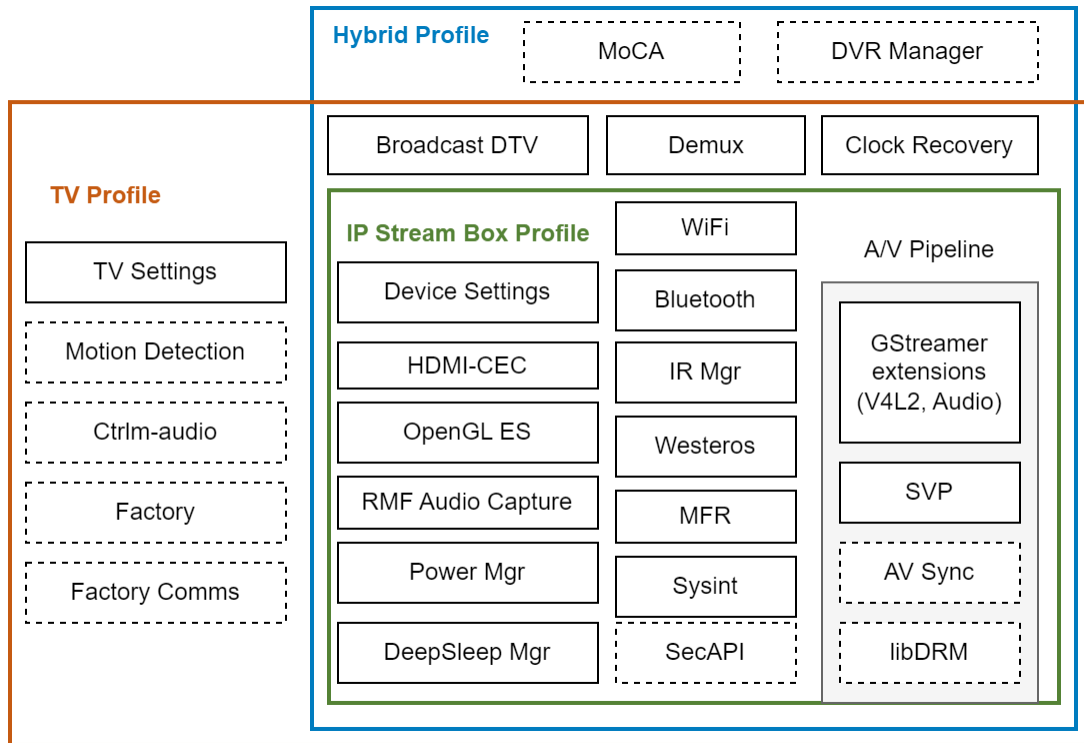 Hybrid Profile
MoCA
DVR Manager
Broadcast DTV
Demux
Clock Recovery
TV Profile
TV Settings
Motion Detection
Ctrlm-audio
Factory
Factory Comms
IP Stream Box Profile
Device Settings
HDMI-CEC
OpenGL ES
RMF Audio Capture
Power Mgr
DeepSleep Mgr
WiFi
Bluetooth
IR Mgr
Westeros
MFR
Sysint
SecAPI
A/V Pipeline
GStreamer
extensions
(V4L2, Audio)
SVP
AV Sync
libDRM